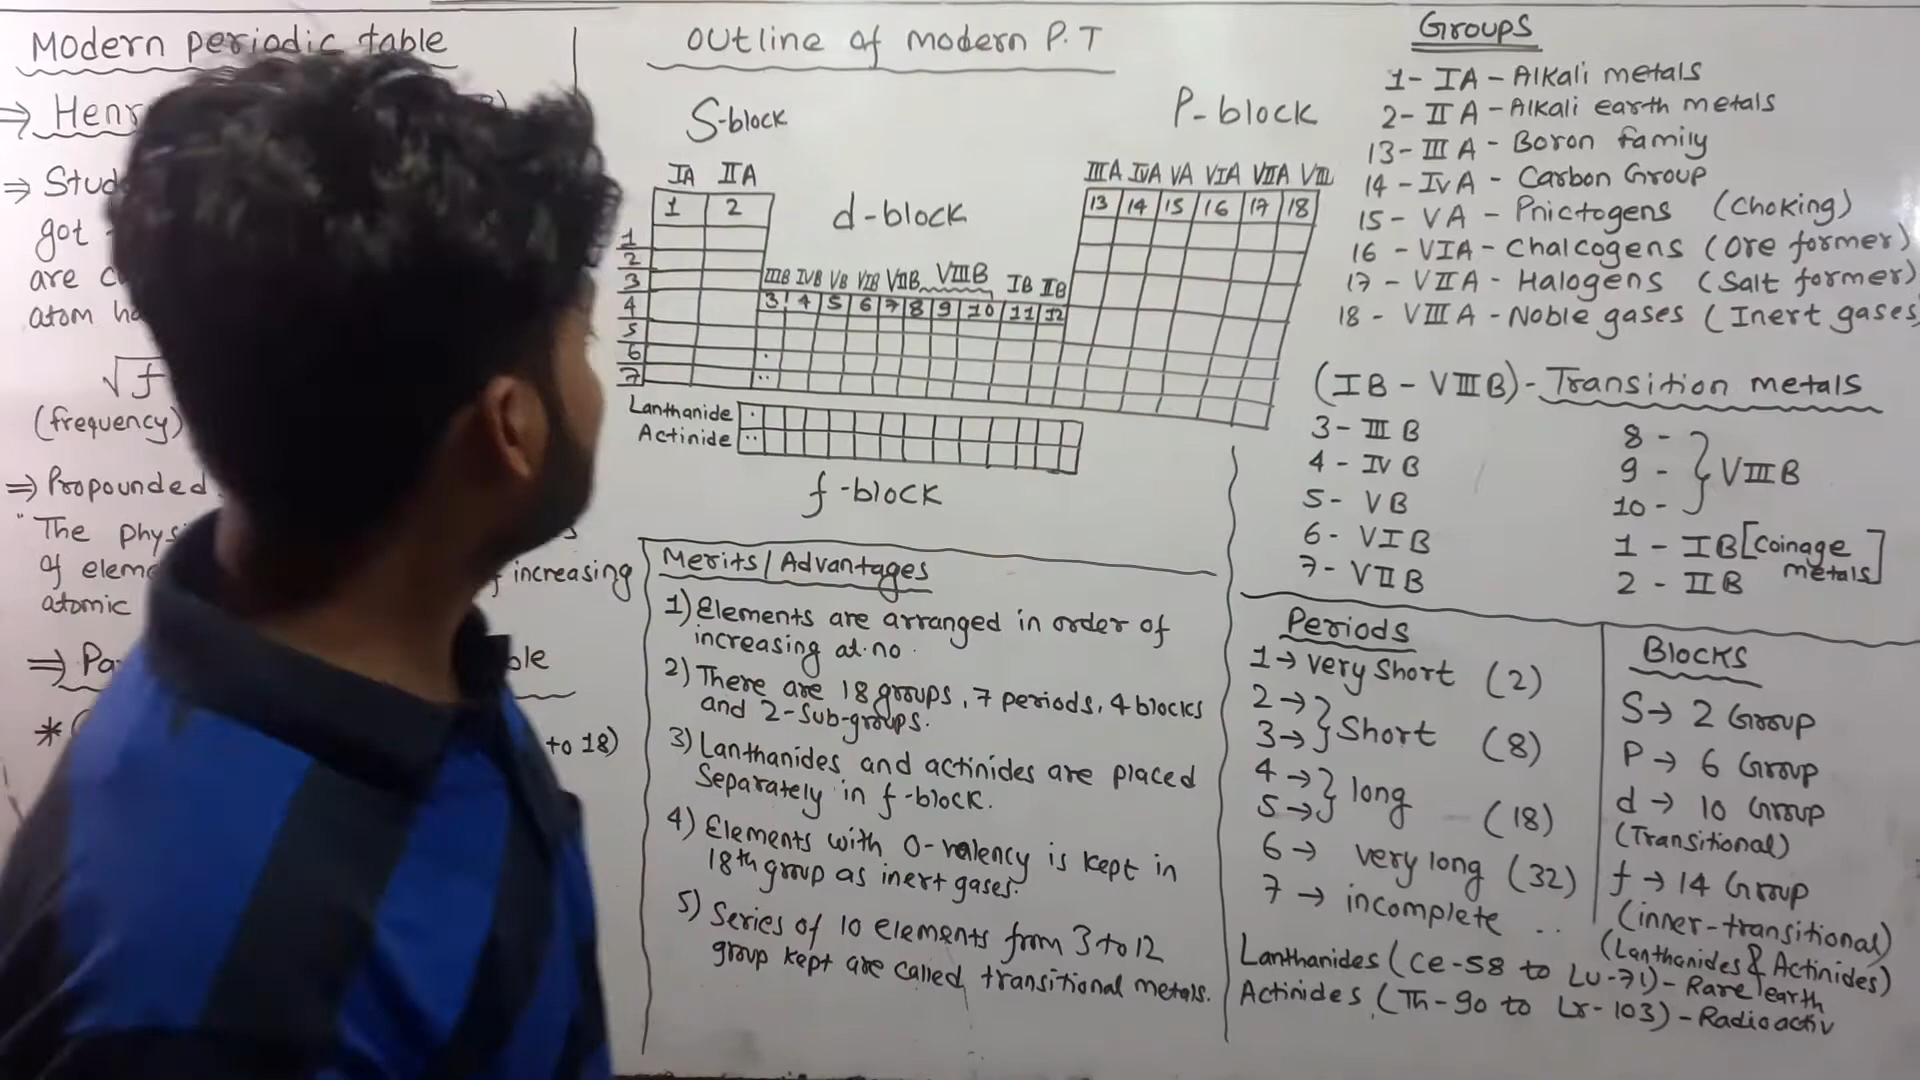 Modern periodic table
⇒ Henr
⇒ Stud
got
are c
atom ha
√f
(frequency)
⇒ Propounded
"The phys
of eleme increasing
atomic
⇒ Pa ble
* ( to 18)
Outline of modern P.T
S-block
P-block
IA IIA
IIIA IVA VA VIA VIIA VIII
1 2
13 14 15 16 17 18
d-block
IIIB IVB VB VIB VIIB VIIIB IB IIB
3 4 5 6 7 8 9 10 11 12
1
2
3
4
5
6
7
Lanthanide
Actinide
f-block
Merits/Advantages
1) Elements are arranged in order of
increasing at.no.
2) There are 18 groups, 7 periods, 4 blocks
and 2-sub-groups.
3) Lanthanides and actinides are placed
Separately in f-block.
4) Elements with 0-valency is kept in
18th group as inert gases.
5) Series of 10 elements from 3 to 12
group kept are called transitional metals.
Groups
1- IA - Alkali metals
2- IIA - Alkali earth metals
13- IIIA - Boron family
14 - IVA - Carbon Group
15 - VA - Pnictogens (Choking)
16 - VIA - Chalcogens (Ore former)
17 - VIIA - Halogens (Salt former)
18 - VIIIA - Noble gases (Inert gases
(IB - VIIIB) - Transition metals
3 - IIIB
4 - IVB
5- VB
6- VIB
7- VIIB
8 -
9 - } VIIIB
10 -
1 - IB [Coinage metals]
2 - IIB
Periods
1 → very Short (2)
2 →
3 → } Short (8)
4 →
5 → } long (18)
6 → very long (32)
7 → incomplete ..
Blocks
S → 2 Group
P → 6 Group
d → 10 Group
(Transitional)
f → 14 Group
(inner-transitional)
(Lanthanides & Actinides)
Lanthanides (Ce-58 to Lu-71) - Rare earth
Actinides (Th-90 to Lr-103) - Radioactiv